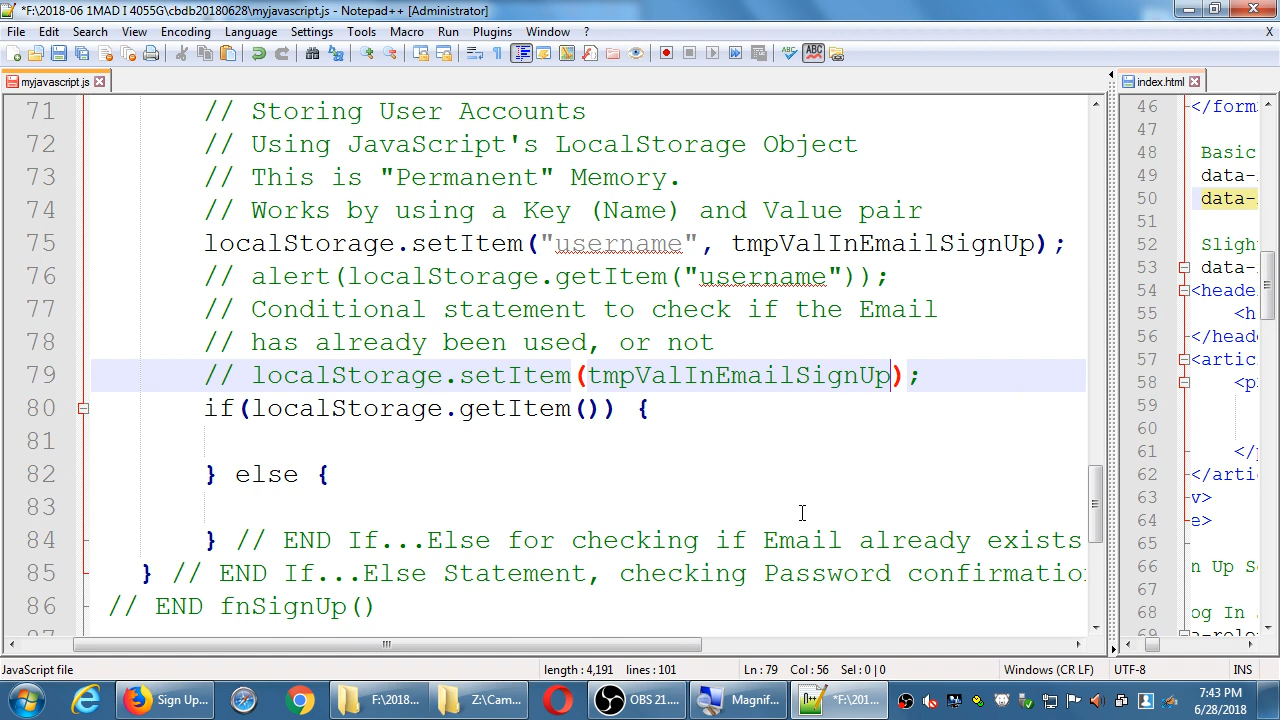 *F:\2018-06 1MAD I 4055G\cbdb20180628\myjavascript.js - Notepad++ [Administrator]
File Edit Search View Encoding Language Settings Tools Macro Run Plugins Window ? X
myjavascript.js
index.html
71 // Storing User Accounts
72 // Using JavaScript's LocalStorage Object
73 // This is "Permanent" Memory.
74 // Works by using a Key (Name) and Value pair
75 localStorage.setItem("username", tmpValInEmailSignUp);
76 // alert(localStorage.getItem("username"));
77 // Conditional statement to check if the Email
78 // has already been used, or not
79 // localStorage.setItem(tmpValInEmailSignUp);
80 if(localStorage.getItem()) {
81
82 } else {
83
84 } // END If...Else for checking if Email already exists
85 } // END If...Else Statement, checking Password confirmation
86 // END fnSignUp()
46 </form
47
48 Basic
49 data-
50 data-
51
52 Sligh
53 data-
54 <heade
55 <h
56 </head
57 <artic
58 <p
59
60
61 </
62 </arti
63 v>
64 e>
65
66 n Up S
67
68 og In
69 a-role
JavaScript file length : 4,191 lines : 101 Ln : 79 Col : 56 Sel : 0 | 0 Windows (CR LF) UTF-8 INS
Sign Up...
F:\2018...
Z:\Cam...
OBS 21....
Magnif...
*F:\201...
7:43 PM
6/28/2018